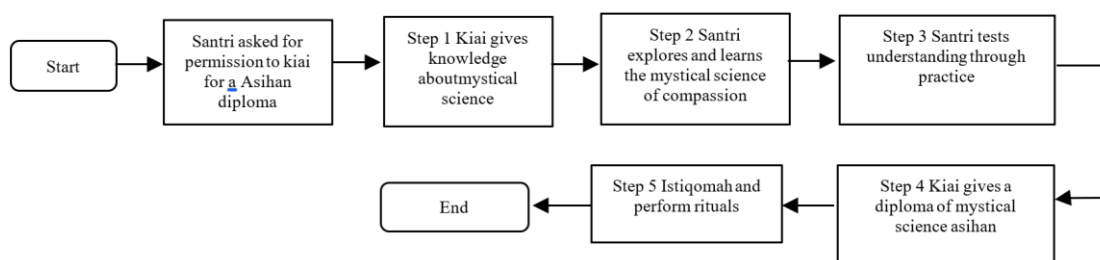 Start
Santri asked for
permission to kiai
for a Asihan
diploma
Step 1 Kiai gives
knowledge
aboutmystical
science
Step 2 Santri
explores and learns
the mystical science
of compassion
Step 3 Santri tests
understanding through
practice
Step 4 Kiai gives a
diploma of mystical
science asihan
Step 5 Istiqomah and
perform rituals
End